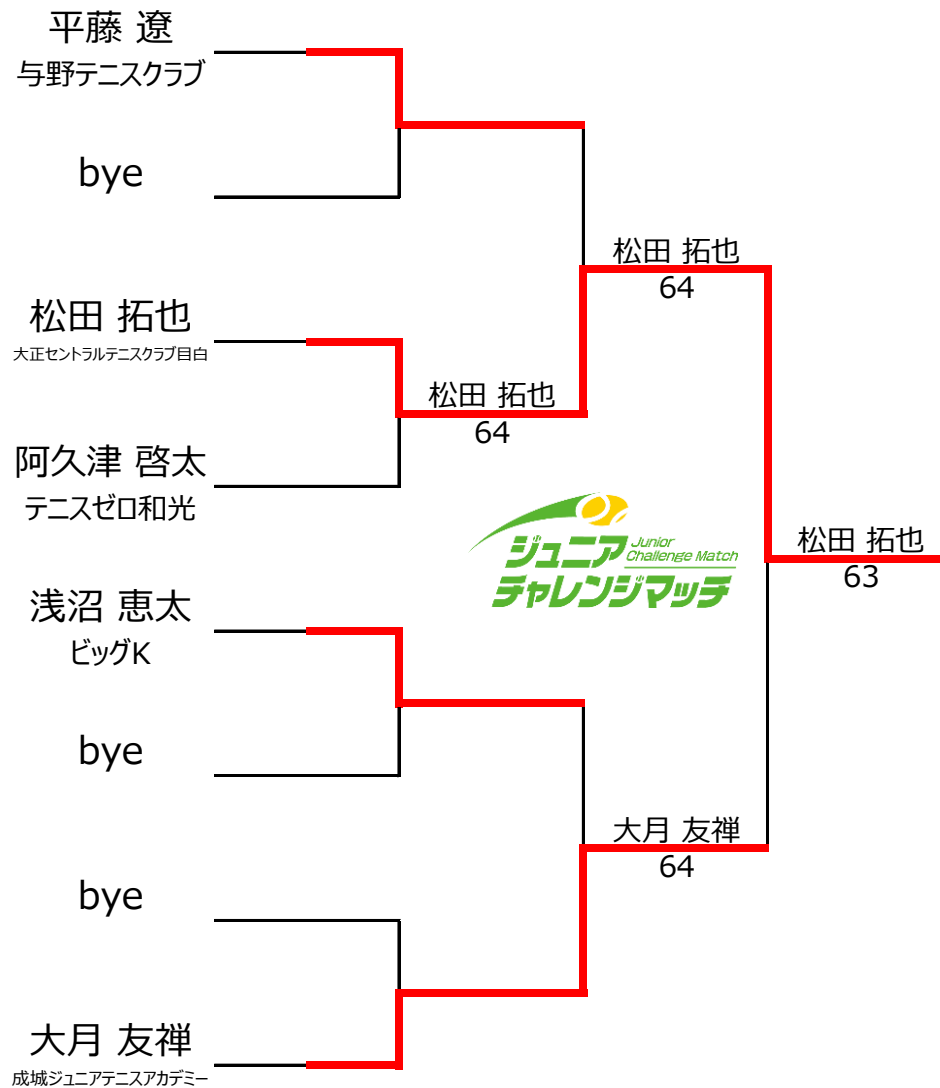 平藤 遼
与野テニスクラブ
bye
松田 拓也
64
松田 拓也
大正セントラルテニスクラブ目白
松田 拓也
64
阿久津 啓太
テニスゼロ和光
ジュニア
Junior
Challenge Match
チャレンジマッチ
松田 拓也
63
浅沼 恵太
ビッグK
bye
大月 友禅
64
bye
大月 友禅
成城ジュニアテニスアカデミー